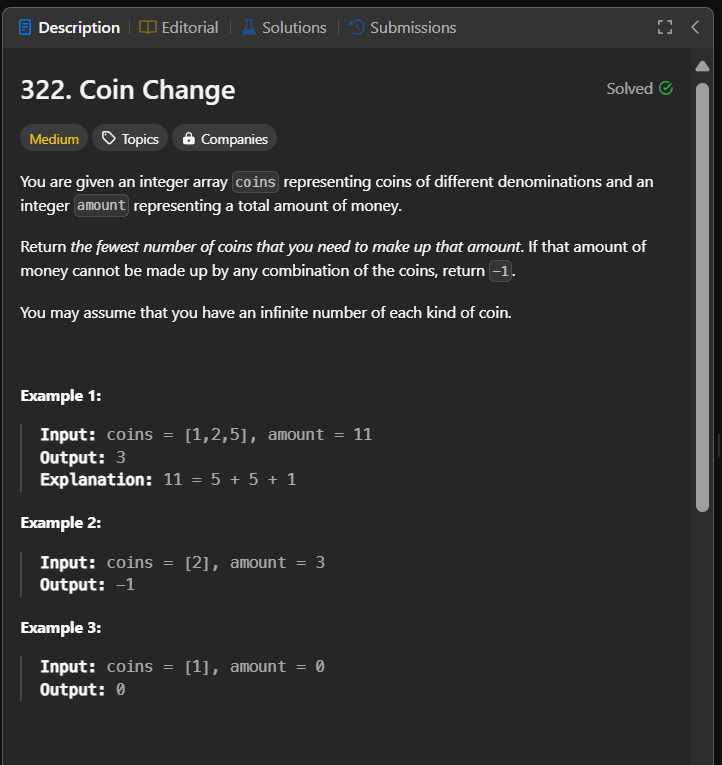 Description Editorial Solutions Submissions
322. Coin Change
Solved
Medium Topics Companies
You are given an integer array coins representing coins of different denominations and an
integer amount representing a total amount of money.
Return the fewest number of coins that you need to make up that amount. If that amount of
money cannot be made up by any combination of the coins, return -1.
You may assume that you have an infinite number of each kind of coin.
Example 1:
Input: coins = [1,2,5], amount = 11
Output: 3
Explanation: 11 = 5 + 5 + 1
Example 2:
Input: coins = [2], amount = 3
Output: -1
Example 3:
Input: coins = [1], amount = 0
Output: 0